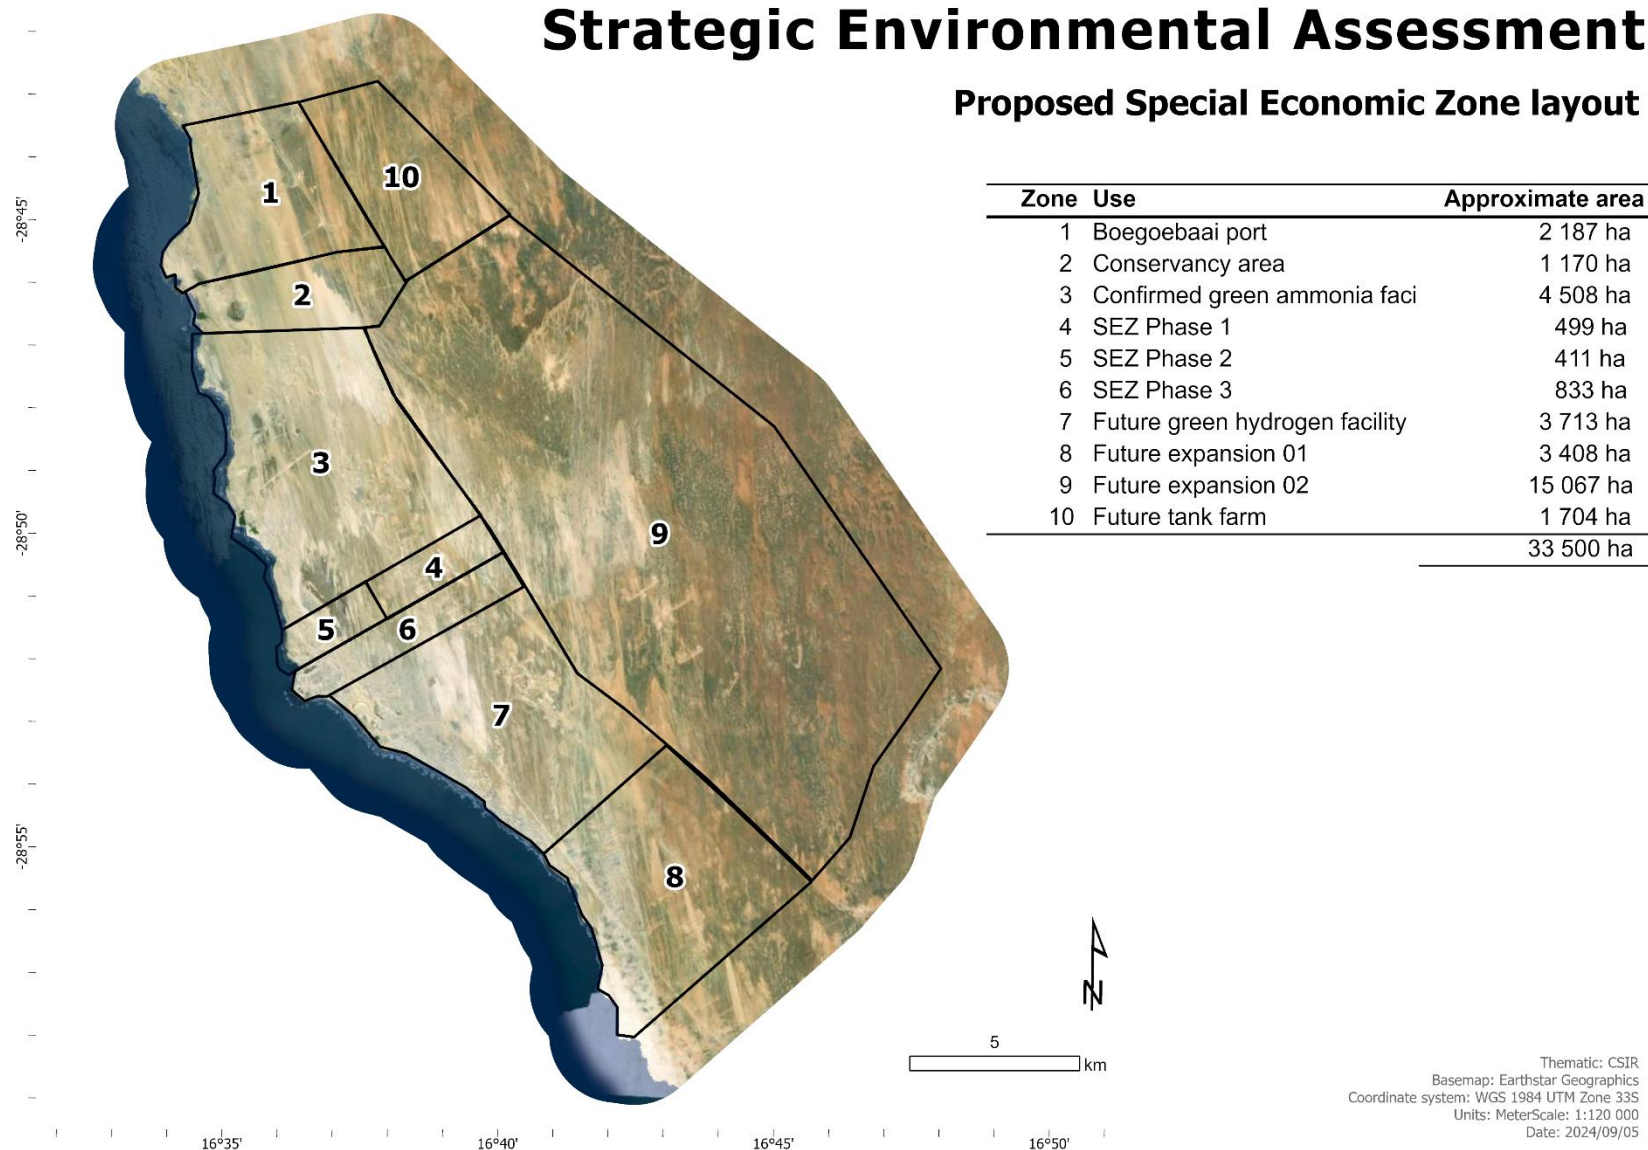 Strategic Environmental Assessment
Proposed Special Economic Zone layout
Zone Use Approximate area
1 Boegoebaai port 2 187 ha
2 Conservancy area 1 170 ha
3 Confirmed green ammonia faci 4 508 ha
4 SEZ Phase 1 499 ha
5 SEZ Phase 2 411 ha
6 SEZ Phase 3 833 ha
7 Future green hydrogen facility 3 713 ha
8 Future expansion 01 3 408 ha
9 Future expansion 02 15 067 ha
10 Future tank farm 1 704 ha
33 500 ha
1
10
2
3
9
4
5
6
7
8
-28°45'
-28°50'
-28°55'
16°35'
16°40'
16°45'
16°50'
N
5
km
Thematic: CSIR
Basemap: Earthstar Geographics
Coordinate system: WGS 1984 UTM Zone 33S
Units: MeterScale: 1:120 000
Date: 2024/09/05